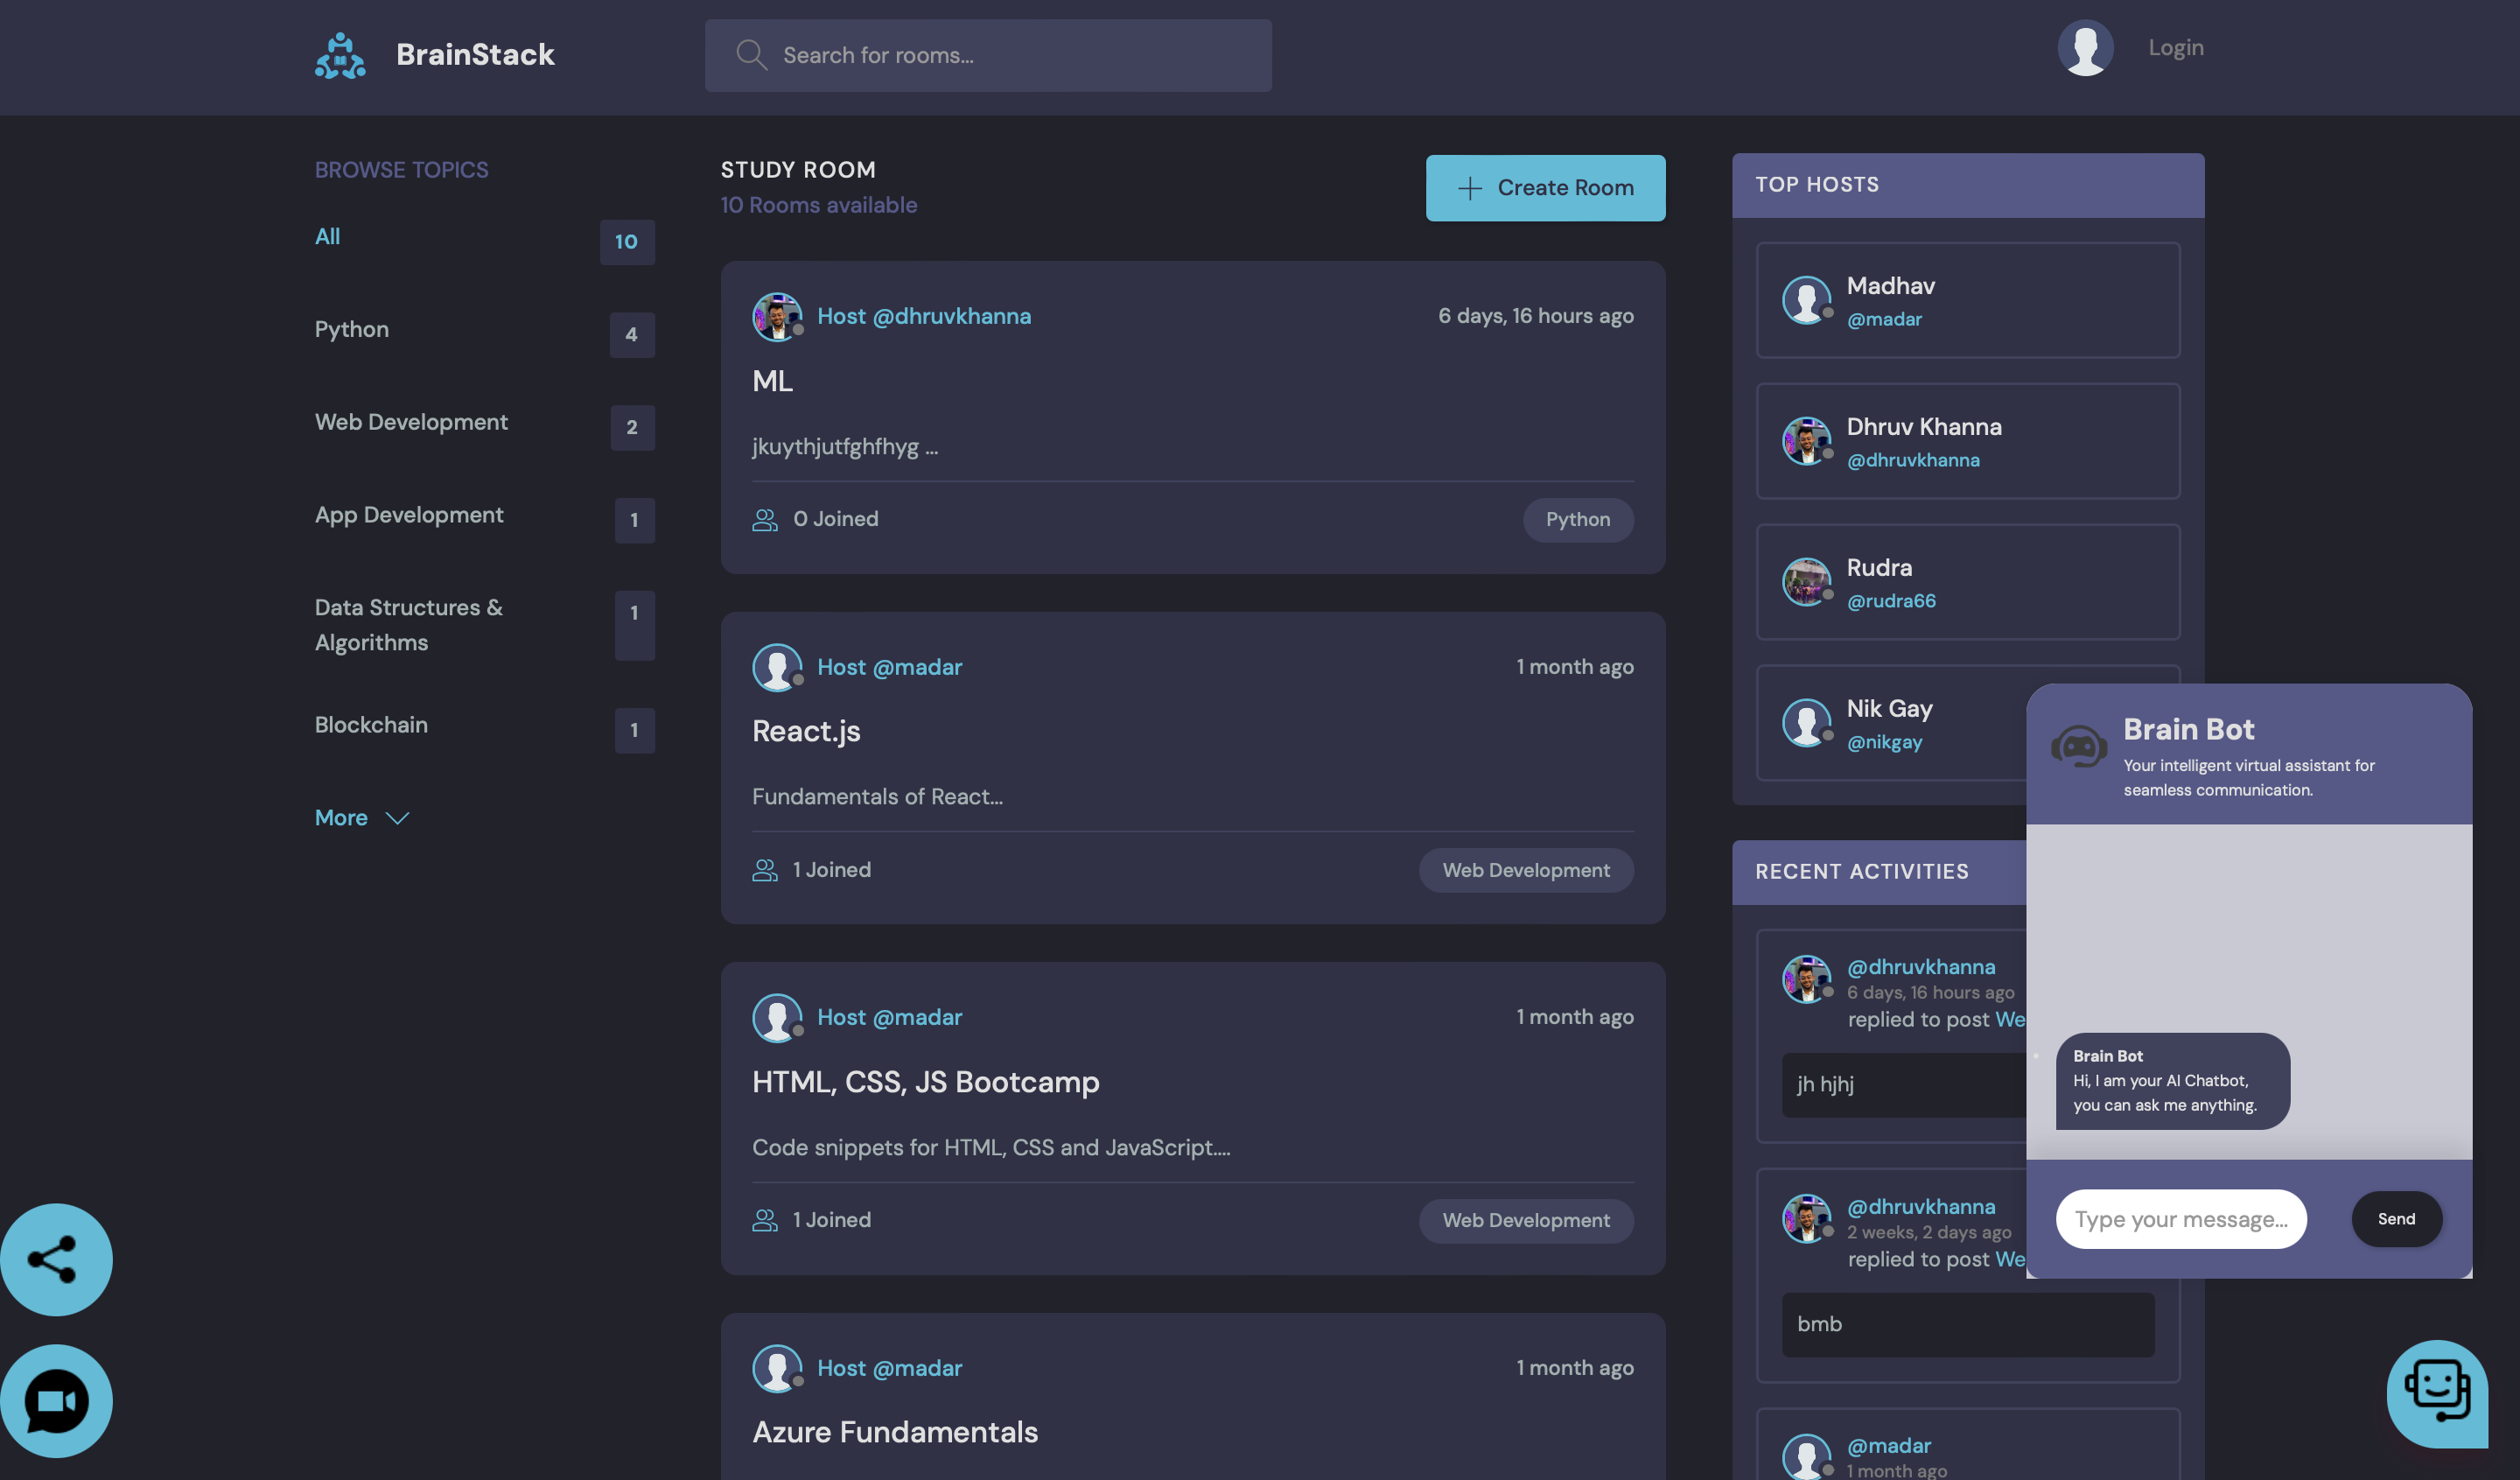 BrainStack
Search for rooms...
Login
BROWSE TOPICS
All
10
Python
4
Web Development
2
App Development
1
Data Structures &
Algorithms
1
Blockchain
1
More
STUDY ROOM
10 Rooms available
Create Room
Host @dhruvkhanna
6 days, 16 hours ago
ML
jkuythjutfghfhyg ...
0 Joined
Python
Host @madar
1 month ago
React.js
Fundamentals of React...
1 Joined
Web Development
Host @madar
1 month ago
HTML, CSS, JS Bootcamp
Code snippets for HTML, CSS and JavaScript....
1 Joined
Web Development
Host @madar
1 month ago
Azure Fundamentals
TOP HOSTS
Madhav
@madar
Dhruv Khanna
@dhruvkhanna
Rudra
@rudra66
Nik Gay
@nikgay
RECENT ACTIVITIES
@dhruvkhanna
6 days, 16 hours ago
replied to post We
jh hjhj
@dhruvkhanna
2 weeks, 2 days ago
replied to post We
bmb
@madar
1 month ago
Brain Bot
Your intelligent virtual assistant for
seamless communication.
Brain Bot
Hi, I am your AI Chatbot,
you can ask me anything.
Type your message...
Send